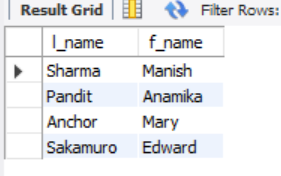 Result Grid Filter Rows:
l_name f_name
Sharma Manish
Pandit Anamika
Anchor Mary
Sakamuro Edward